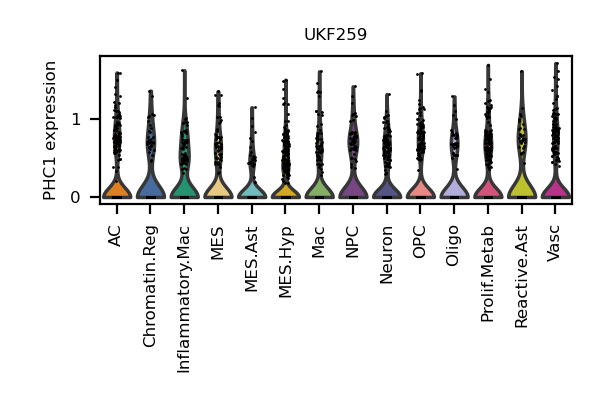 UKF259
PHC1 expression
1
0
AC
Chromatin.Reg
Inflammatory.Mac
MES
MES.Ast
MES.Hyp
Mac
NPC
Neuron
OPC
Oligo
Prolif.Metab
Reactive.Ast
Vasc